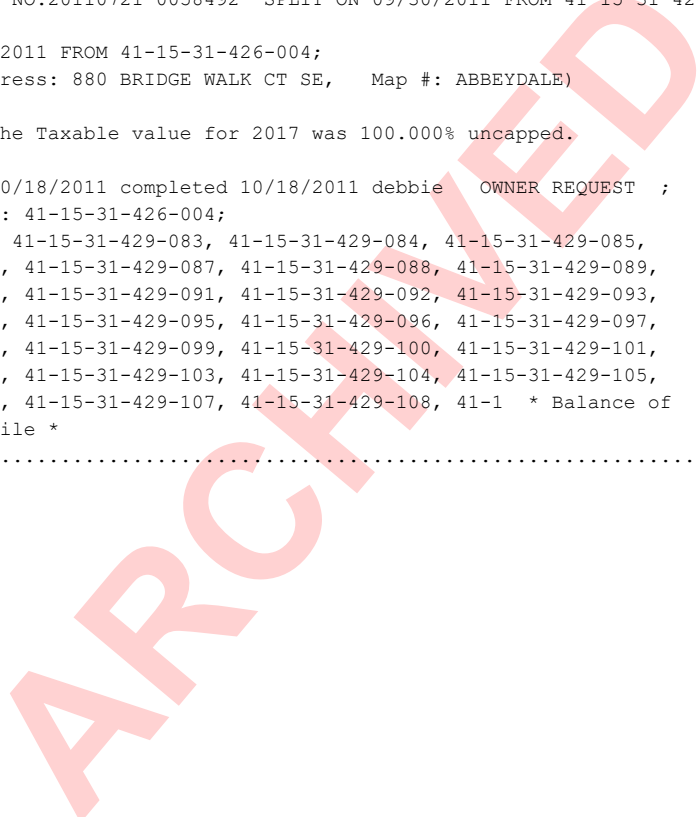 NO.20110721-0058492 SPLIT ON 09/30/2011 FROM 41-15-31-42
2011 FROM 41-15-31-426-004;
ress: 880 BRIDGE WALK CT SE, Map #: ABBEYDALE)
he Taxable value for 2017 was 100.000% uncapped.
0/18/2011 completed 10/18/2011 debbie OWNER REQUEST ;
: 41-15-31-426-004;
41-15-31-429-083, 41-15-31-429-084, 41-15-31-429-085,
, 41-15-31-429-087, 41-15-31-429-088, 41-15-31-429-089,
, 41-15-31-429-091, 41-15-31-429-092, 41-15-31-429-093,
, 41-15-31-429-095, 41-15-31-429-096, 41-15-31-429-097,
, 41-15-31-429-099, 41-15-31-429-100, 41-15-31-429-101,
, 41-15-31-429-103, 41-15-31-429-104, 41-15-31-429-105,
, 41-15-31-429-107, 41-15-31-429-108, 41-1 * Balance of
ile *
.........................................................
ARCHIVED